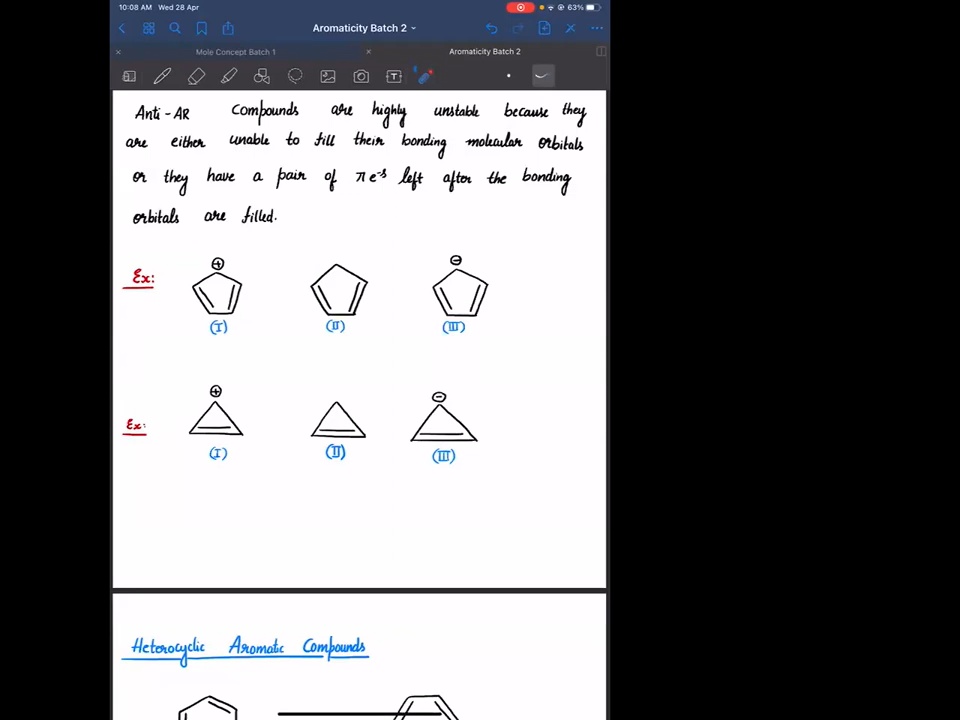 10:08 AM Wed 28 Apr
63%
Aromaticity Batch 2
Mole Concept Batch 1
Aromaticity Batch 2
Anti-AR Compounds are highly unstable because they
are either unable to fill their bonding molecular orbitals
or they have a pair of πe⁻s left after the bonding
orbitals are filled.
Ex:
⊕ ⊖
(I) (II) (III)
⊕ ⊖
Ex:
(I) (II) (III)
Heterocyclic Aromatic Compounds